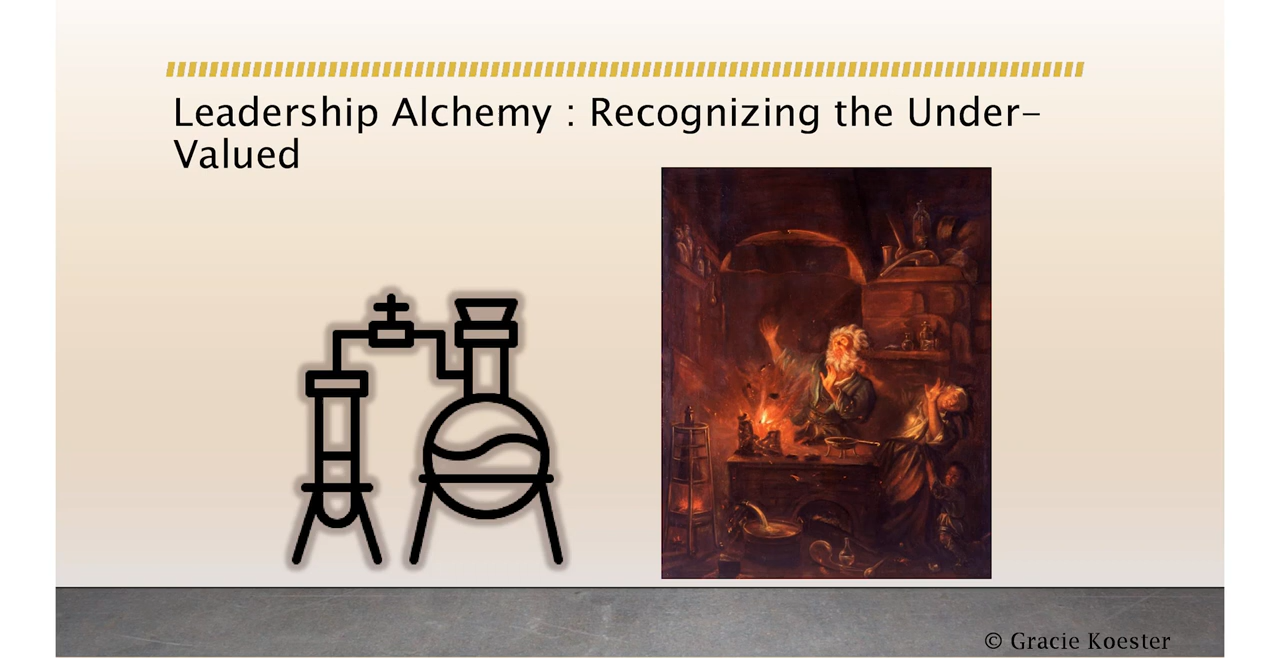 Leadership Alchemy : Recognizing the Under-
Valued
© Gracie Koester